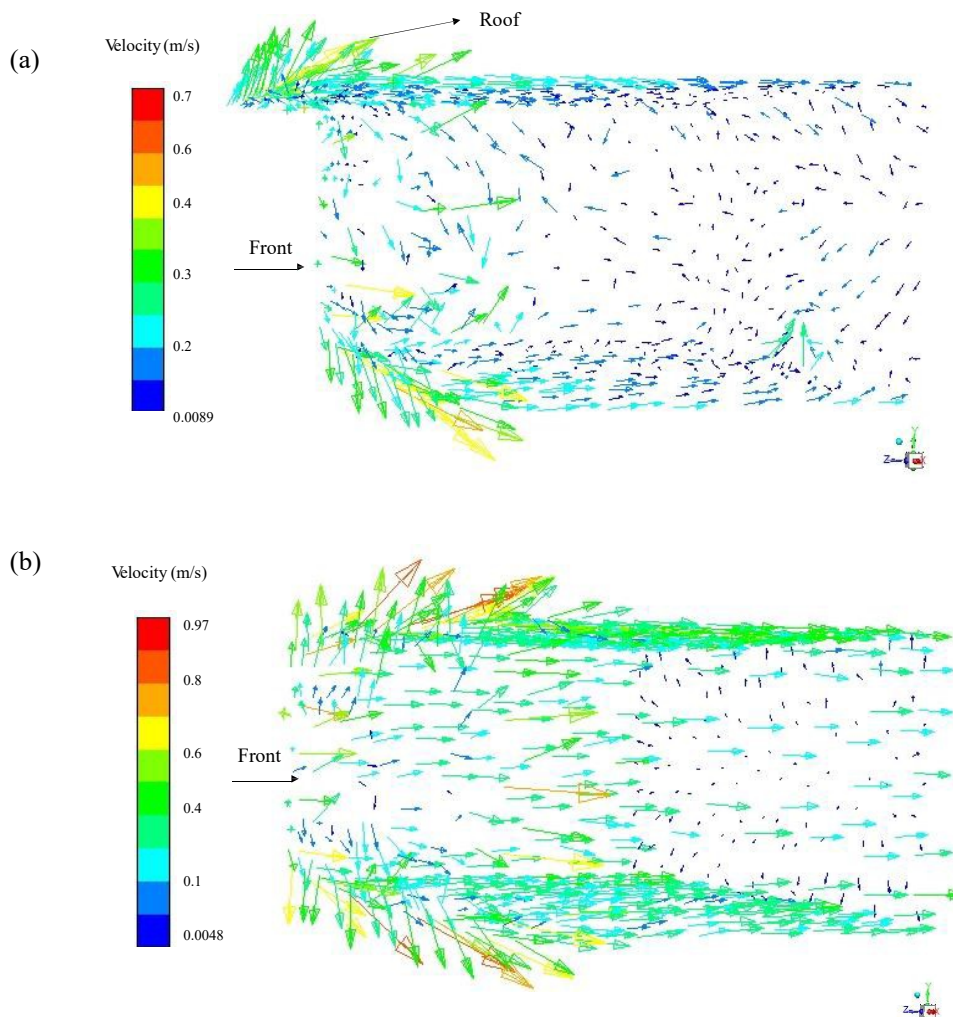 (a)
Velocity (m/s)
Roof
0.7
0.6
0.4
0.3
0.2
0.0089
Front
Y
Z
X
(b)
Velocity (m/s)
0.97
0.8
0.6
0.4
0.1
0.0048
Front
Y
Z
X